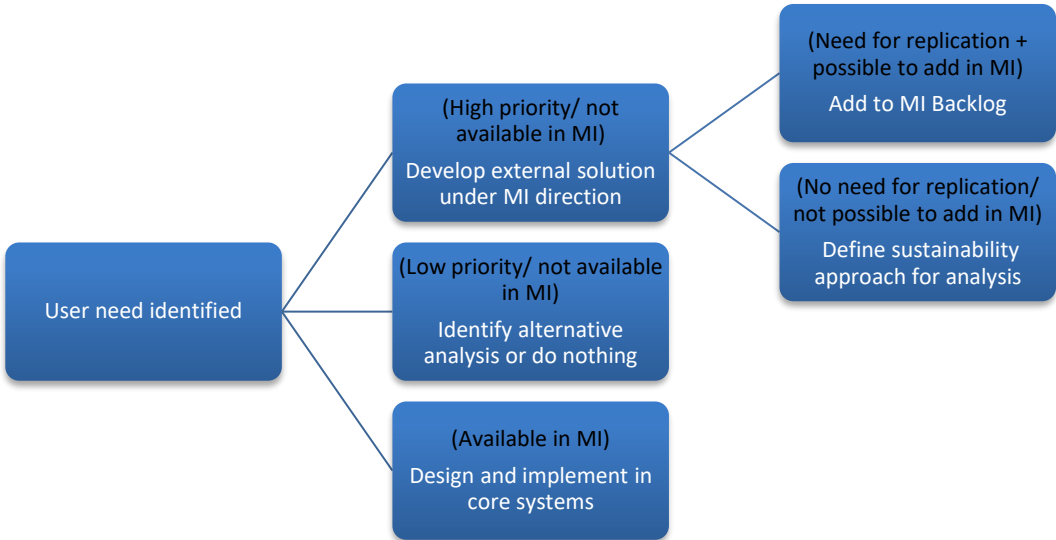 User need identified
(High priority/ not
available in MI)
Develop external solution
under MI direction
(Low priority/ not available
in MI)
Identify alternative
analysis or do nothing
(Available in MI)
Design and implement in
core systems
(Need for replication +
possible to add in MI)
Add to MI Backlog
(No need for replication/
not possible to add in MI)
Define sustainability
approach for analysis